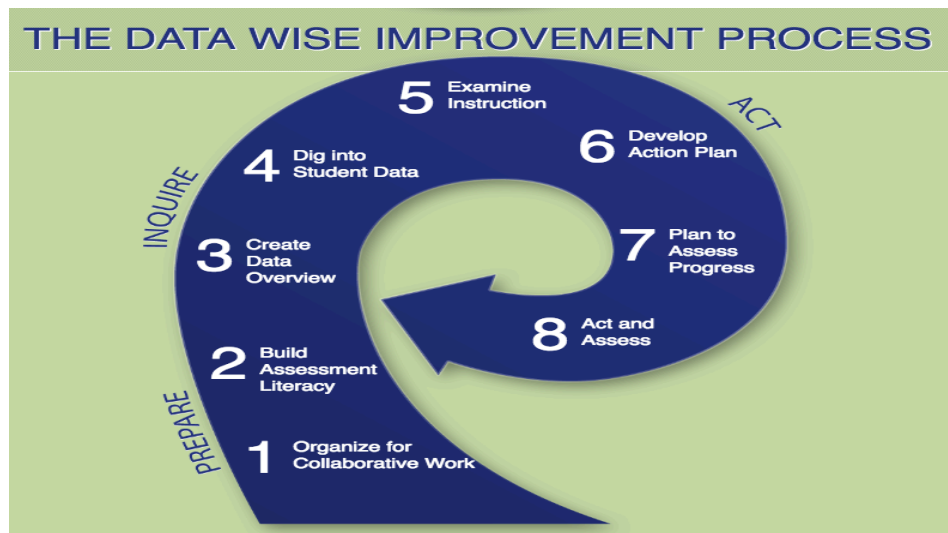 THE DATA WISE IMPROVEMENT PROCESS
PREPARE
1 Organize for
Collaborative Work
2 Build
Assessment
Literacy
INQUIRE
3 Create
Data
Overview
4 Dig into
Student Data
5 Examine
Instruction
ACT
6 Develop
Action Plan
7 Plan to
Assess
Progress
8 Act and
Assess